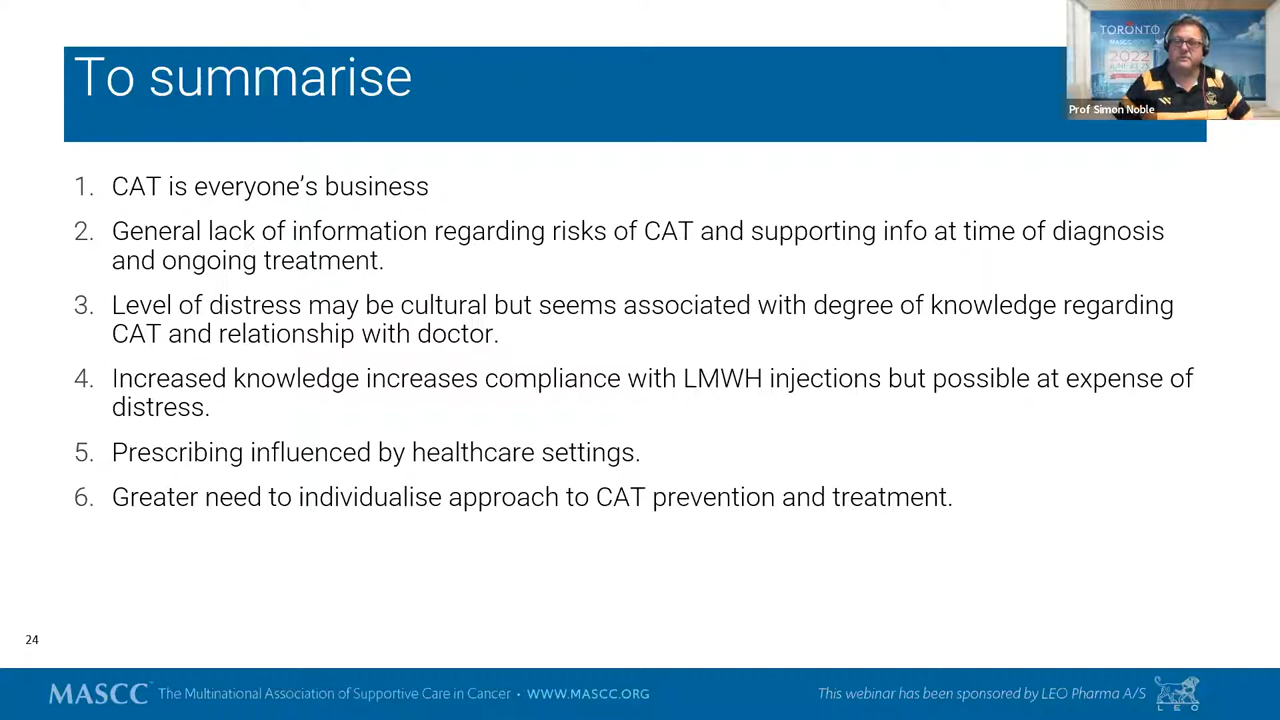 To summarise
TORONTO
MASCC
2022
Prof Simon Noble
1. CAT is everyone's business
2. General lack of information regarding risks of CAT and supporting info at time of diagnosis
and ongoing treatment.
3. Level of distress may be cultural but seems associated with degree of knowledge regarding
CAT and relationship with doctor.
4. Increased knowledge increases compliance with LMWH injections but possible at expense of
distress.
5. Prescribing influenced by healthcare settings.
6. Greater need to individualise approach to CAT prevention and treatment.
24
MASCC The Multinational Association of Supportive Care in Cancer • WWW.MASCC.ORG
This webinar has been sponsored by LEO Pharma A/S
LEO